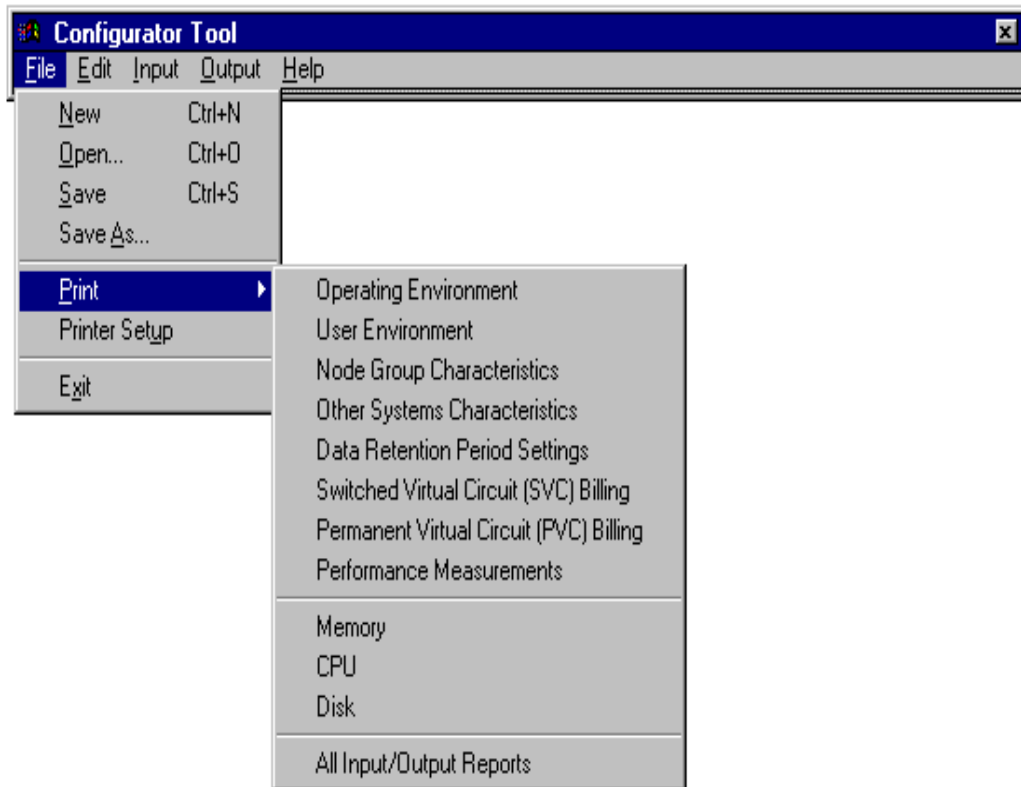 Configurator Tool
File Edit Input Output Help
New Ctrl+N
Open... Ctrl+O
Save Ctrl+S
Save As...
Print
Printer Setup
Exit
Operating Environment
User Environment
Node Group Characteristics
Other Systems Characteristics
Data Retention Period Settings
Switched Virtual Circuit (SVC) Billing
Permanent Virtual Circuit (PVC) Billing
Performance Measurements
Memory
CPU
Disk
All Input/Output Reports